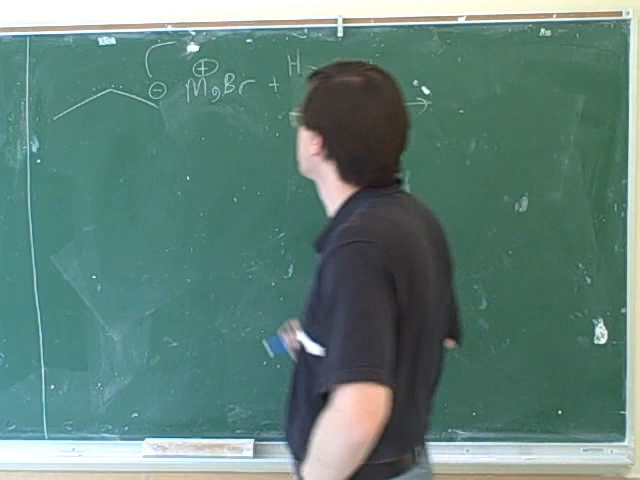 ⊖ ⊕
MgBr + H →